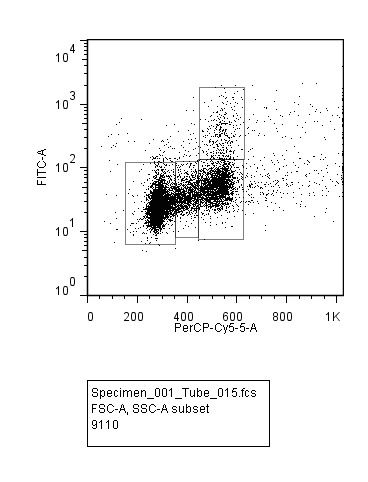 10^4
10^3
10^2
10^1
10^0
FITC-A
0 200 400 600 800 1K
PerCP-Cy5-5-A
Specimen_001_Tube_015.fcs
FSC-A, SSC-A subset
9110